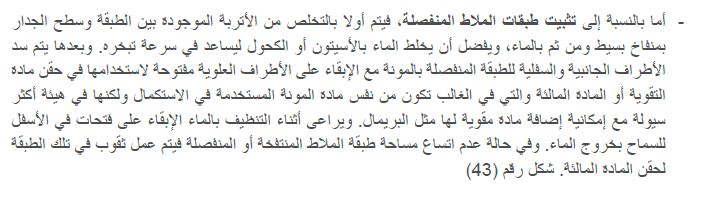 - أما بالنسبة إلى تثبيت طبقات الملاط المنفصلة، فيتم أولا بالتخلص من الأتربة الموجودة بين الطبقة وسطح الجدار
بمنفاخ بسيط ومن ثم بالماء، ويفضل أن يخلط الماء بالأسيتون أو الكحول ليساعد في سرعة تبخره. وبعدها يتم سد
الأطراف الجانبية والسفلية للطبقة المنفصلة بالمونة مع الإبقاء على الأطراف العلوية مفتوحة لاستخدامها في حقن مادة
التقوية أو المادة المالئة والتي في الغالب تكون من نفس مادة المونة المستخدمة في الاستكمال ولكنها في هيئة أكثر
سيولة مع إمكانية إضافة مادة مقوية لها مثل البريمال. ويراعى أثناء التنظيف بالماء الإبقاء على فتحات في الأسفل
للسماح بخروج الماء. وفي حالة عدم اتساع مساحة طبقة الملاط المنتفخة أو المنفصلة فيتم عمل ثقوب في تلك الطبقة
لحقن المادة المالئة. شكل رقم (43)